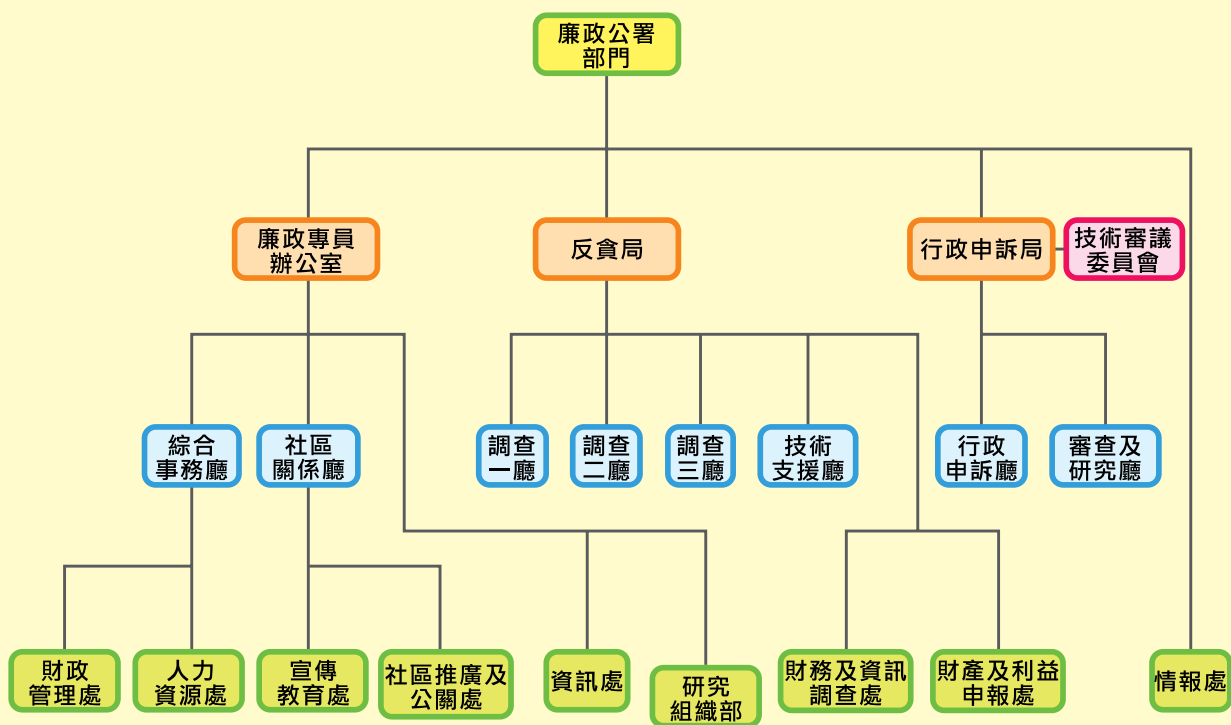 廉政公署
部門
廉政專員
辦公室
反貪局
行政申訴局
技術審議
委員會
綜合
事務廳
社區
關係廳
調查
一廳
調查
二廳
調查
三廳
技術
支援廳
行政
申訴廳
審查及
研究廳
財政
管理處
人力
資源處
宣傳
教育處
社區推廣及
公關處
資訊處
研究
組織部
財務及資訊
調查處
財產及利益
申報處
情報處